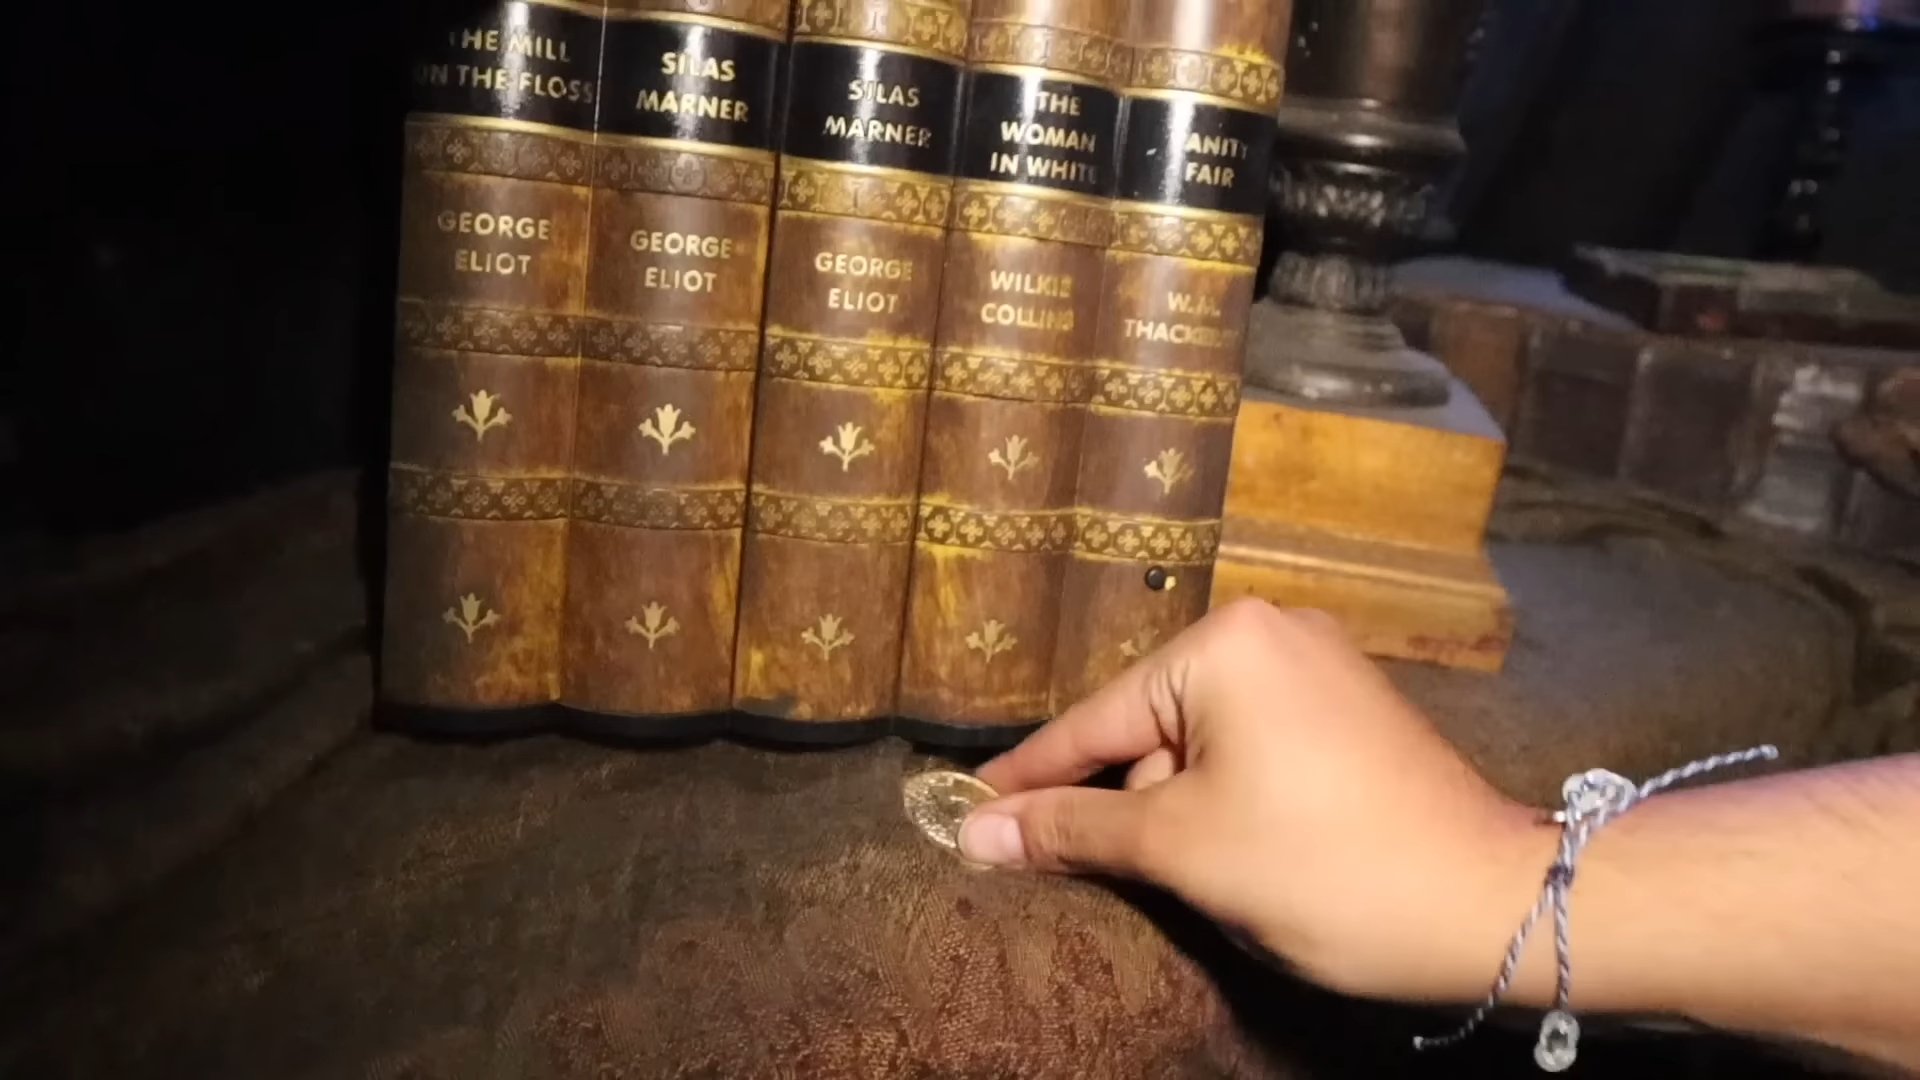 THE MILL
ON THE FLOSS
GEORGE
ELIOT
SILAS
MARNER
GEORGE
ELIOT
SILAS
MARNER
GEORGE
ELIOT
THE
WOMAN
IN WHITE
WILKIE
COLLINS
VANITY
FAIR
W.M.
THACKERAY